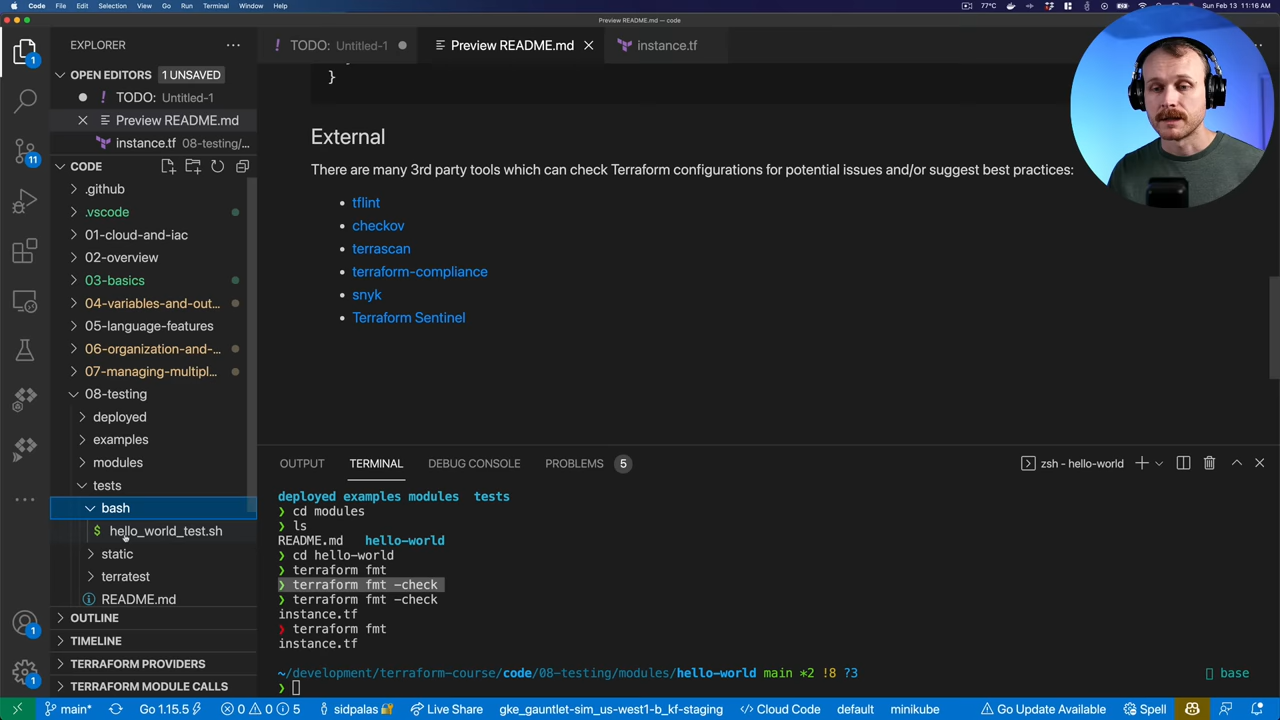 Code File Edit Selection View Go Run Terminal Window Help 77°C Sun Feb 13 11:16 AM
Preview README.md — code
EXPLORER
TODO: Untitled-1
Preview README.md
instance.tf
OPEN EDITORS 1 UNSAVED
TODO: Untitled-1
Preview README.md
instance.tf 08-testing/...
CODE
.github
.vscode
01-cloud-and-iac
02-overview
03-basics
04-variables-and-out...
05-language-features
06-organization-and-...
07-managing-multipl...
08-testing
deployed
examples
modules
tests
bash
$ hello_world_test.sh
static
terratest
README.md
OUTLINE
TIMELINE
TERRAFORM PROVIDERS
TERRAFORM MODULE CALLS
1
11
1
1
}
External
There are many 3rd party tools which can check Terraform configurations for potential issues and/or suggest best practices:
• tflint
• checkov
• terrascan
• terraform-compliance
• snyk
• Terraform Sentinel
OUTPUT TERMINAL DEBUG CONSOLE PROBLEMS 5 zsh - hello-world
deployed examples modules tests
❯ cd modules
❯ ls
README.md hello-world
❯ cd hello-world
❯ terraform fmt
❯ terraform fmt -check
❯ terraform fmt -check
instance.tf
❯ terraform fmt
instance.tf
~/development/terraform-course/code/08-testing/modules/hello-world main *2 !8 ?3 base
❯
main* Go 1.15.5 0 0 5 sidpalas Live Share gke_gauntlet-sim_us-west1-b_kf-staging Cloud Code default minikube Go Update Available Spell